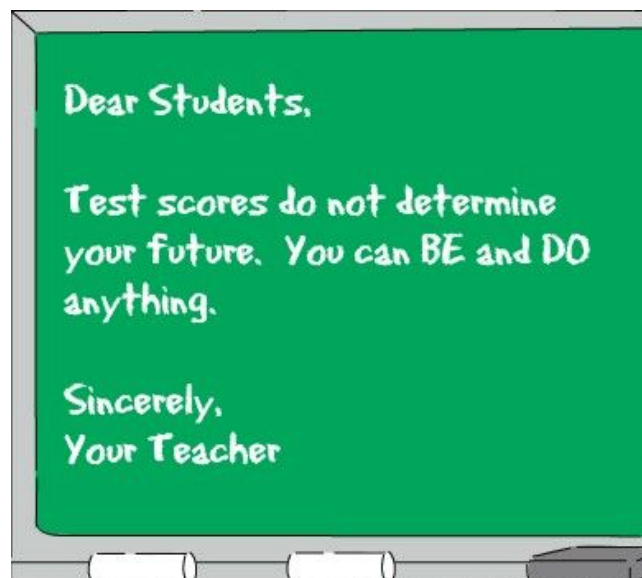 Dear Students,
Test scores do not determine
your future.  You can BE and DO
anything.
Sincerely,
Your Teacher